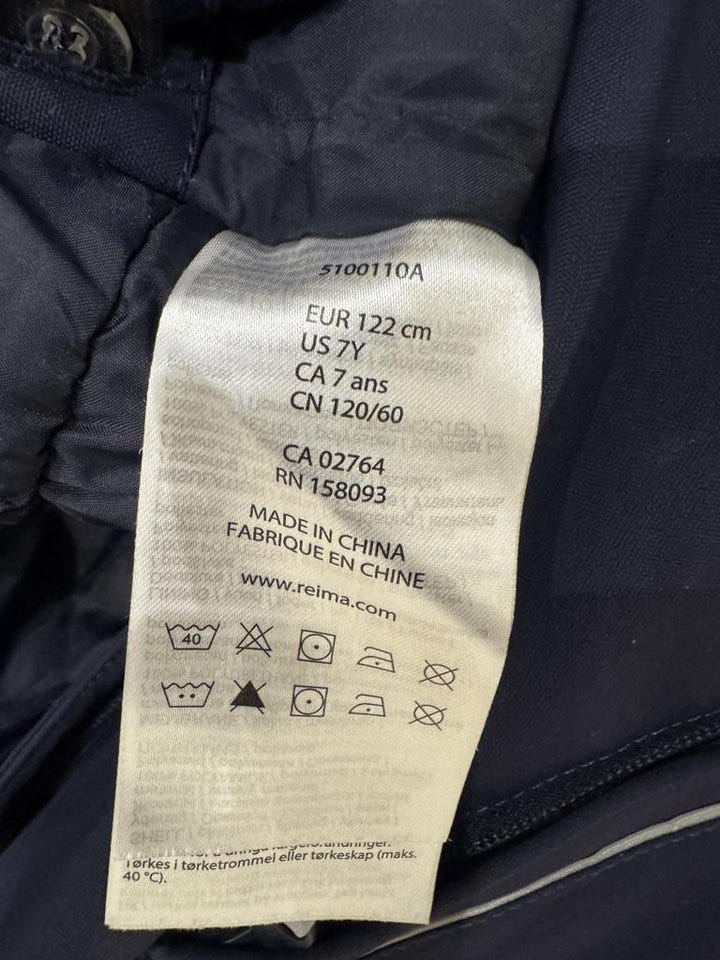 5100110A
EUR 122 cm
US 7Y
CA 7 ans
CN 120/60
CA 02764
RN 158093
MADE IN CHINA
FABRIQUE EN CHINE
www.reima.com
40
Tørkes i tørketrommel eller tørkeskap (maks.
40 °C).